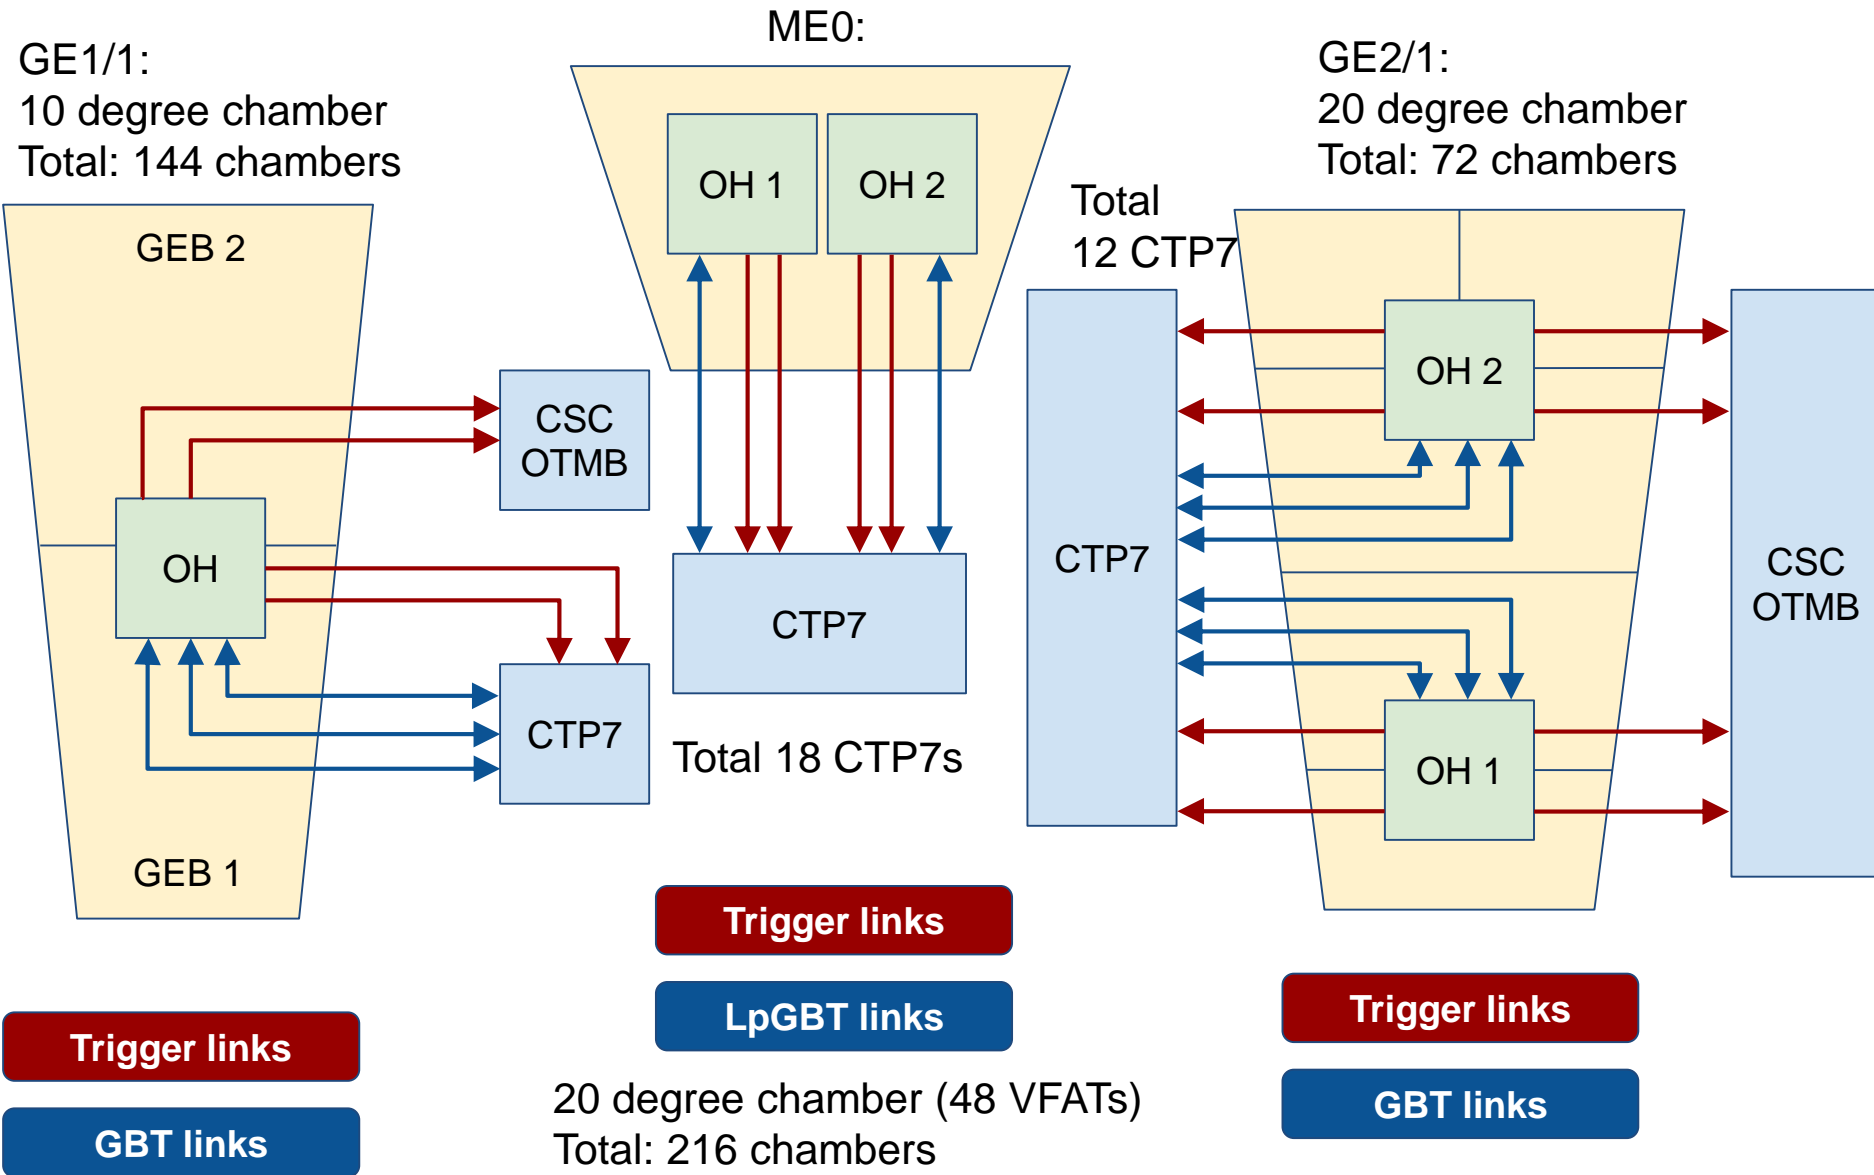 GE1/1:
10 degree chamber
Total: 144 chambers
GEB 2
OH
GEB 1
CSC
OTMB
CTP7
Trigger links
GBT links
ME0:
OH 1
OH 2
CTP7
Total 18 CTP7s
Trigger links
LpGBT links
20 degree chamber (48 VFATs)
Total: 216 chambers
GE2/1:
20 degree chamber
Total: 72 chambers
Total
12 CTP7
CTP7
OH 2
OH 1
CSC
OTMB
Trigger links
GBT links